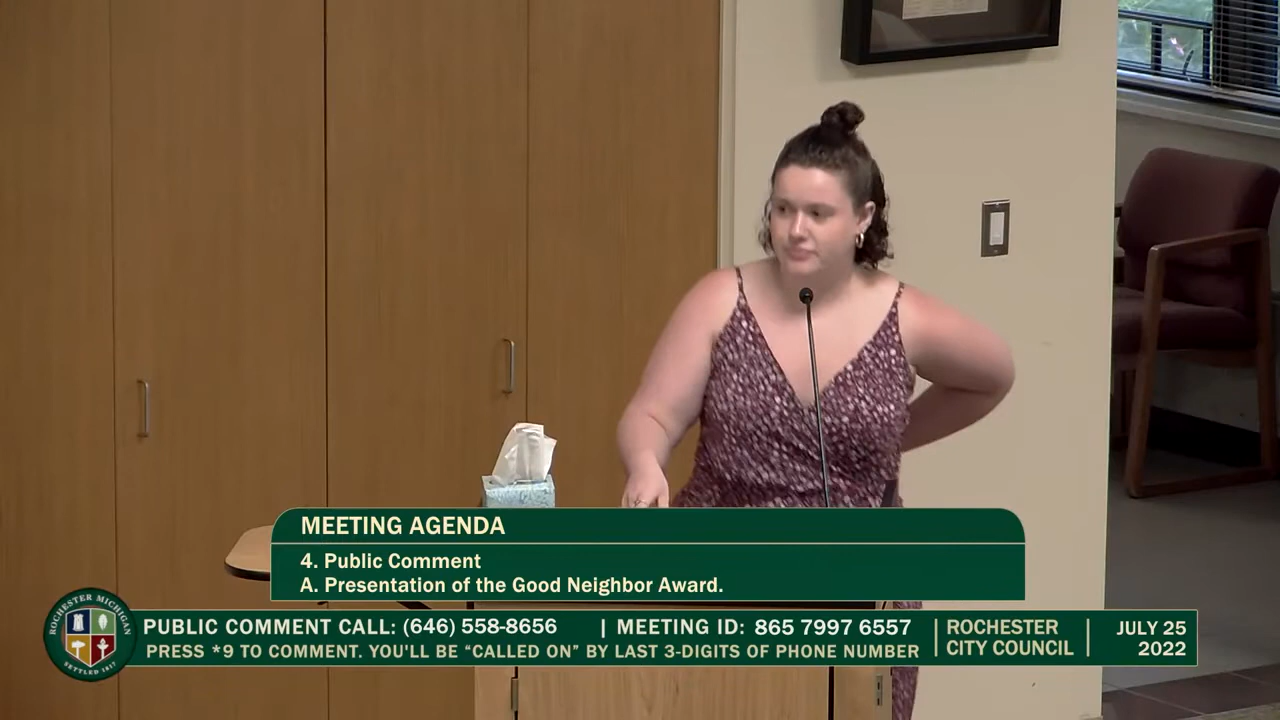 MEETING AGENDA
4. Public Comment
A. Presentation of the Good Neighbor Award.
ROCHESTER MICHIGAN
SETTLED 1817
PUBLIC COMMENT CALL: (646) 558-8656 | MEETING ID: 865 7997 6557
PRESS *9 TO COMMENT. YOU'LL BE “CALLED ON” BY LAST 3-DIGITS OF PHONE NUMBER
ROCHESTER
CITY COUNCIL
JULY 25
2022